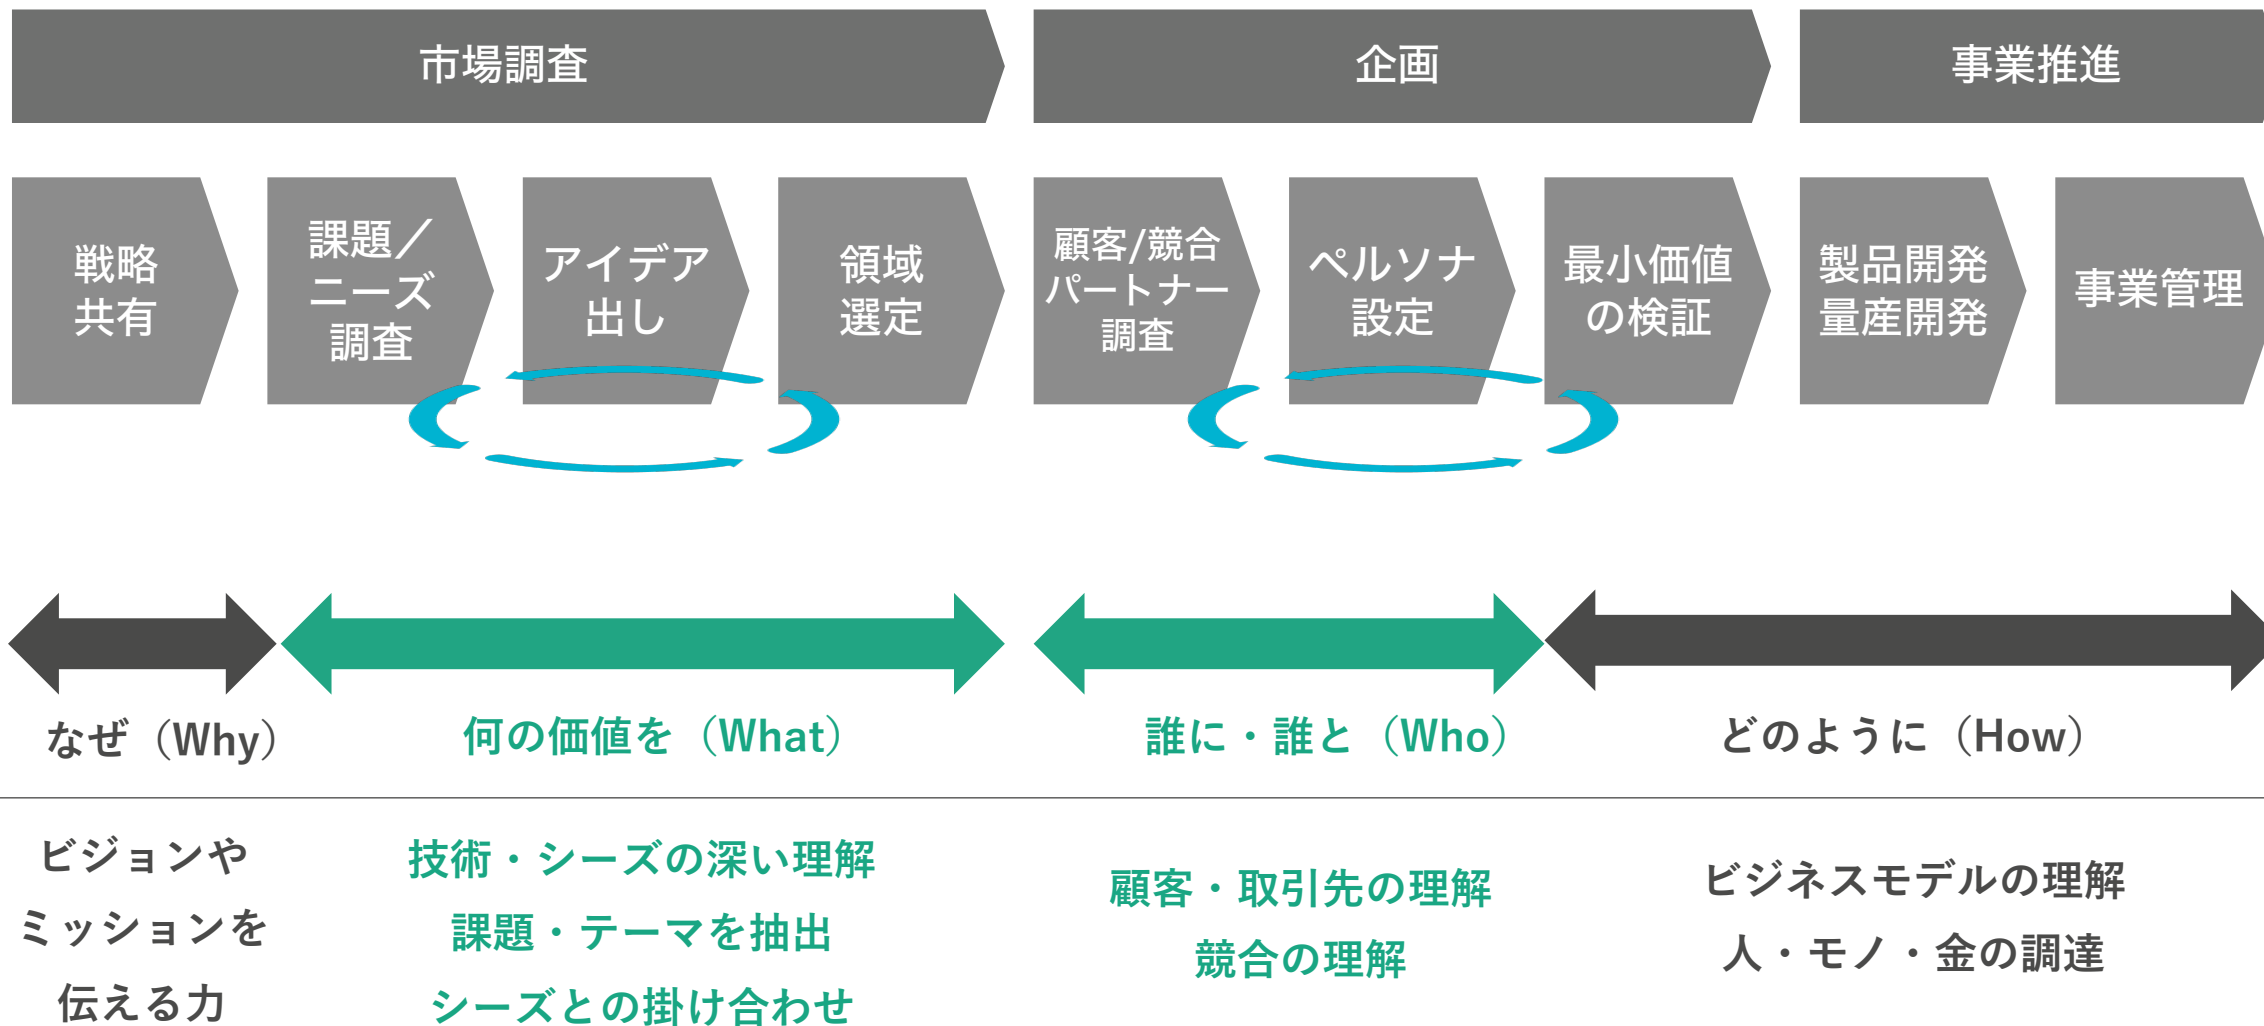 市場調査
企画
事業推進
戦略
共有
課題／
ニーズ
調査
アイデア
出し
領域
選定
顧客/競合
パートナー
調査
ペルソナ
設定
最小価値
の検証
製品開発
量産開発
事業管理
なぜ（Why）
何の価値を（What）
誰に・誰と（Who）
どのように（How）
ビジョンや
ミッションを
伝える力
技術・シーズの深い理解
課題・テーマを抽出
シーズとの掛け合わせ
顧客・取引先の理解
競合の理解
ビジネスモデルの理解
人・モノ・金の調達